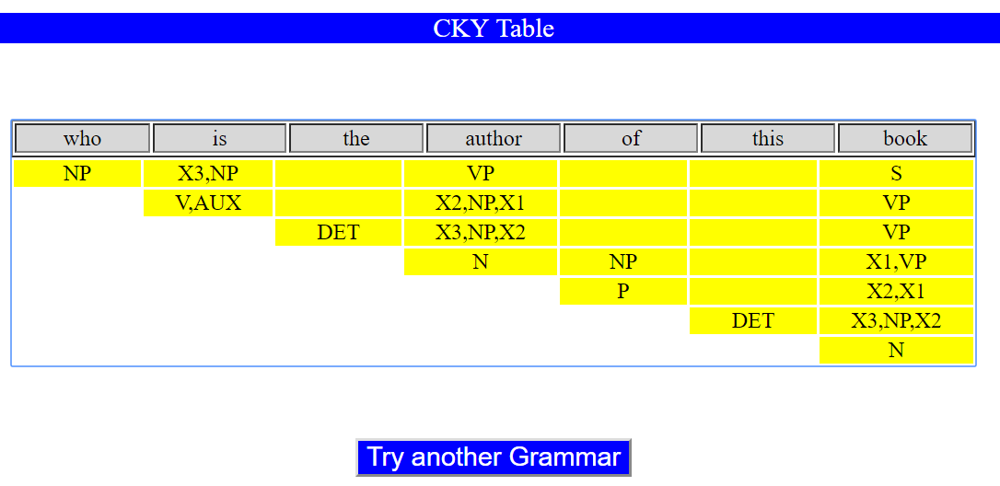 CKY Table
who is the author of this book
NP X3,NP VP S
V,AUX X2,NP,X1 VP
DET X3,NP,X2 VP
N NP X1,VP
P X2,X1
DET X3,NP,X2
N
Try another Grammar